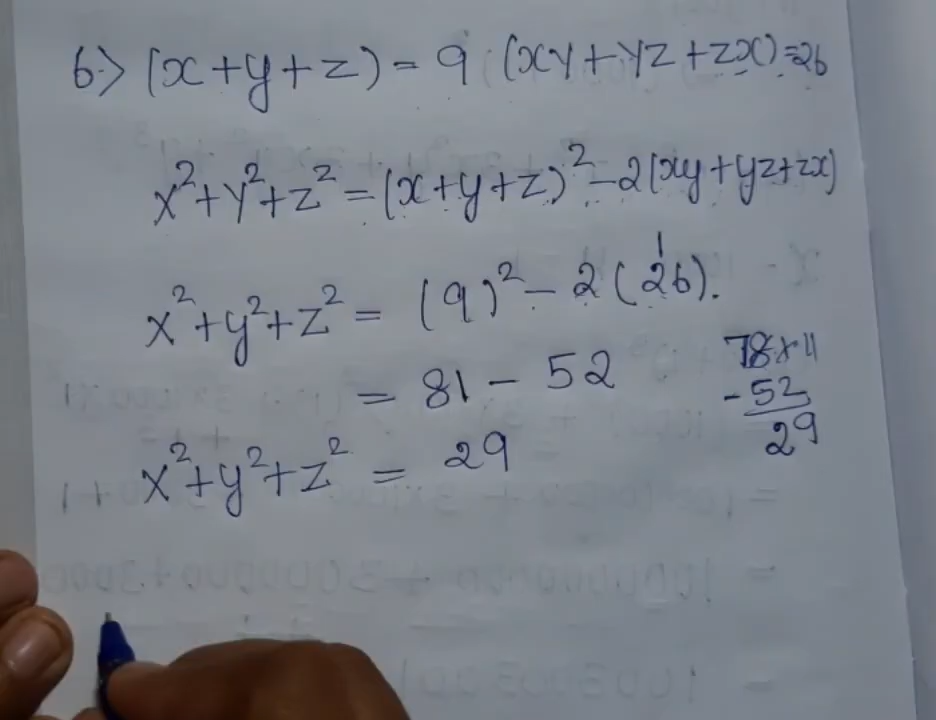 6.> (x+y+z) = 9 (xy+yz+zx)=26
x²+y²+z² = (x+y+z)² - 2(xy+yz+zx)
x²+y²+z² = (9)² - 2(26).
1
= 81 - 52
- 52
29
x²+y²+z² = 29